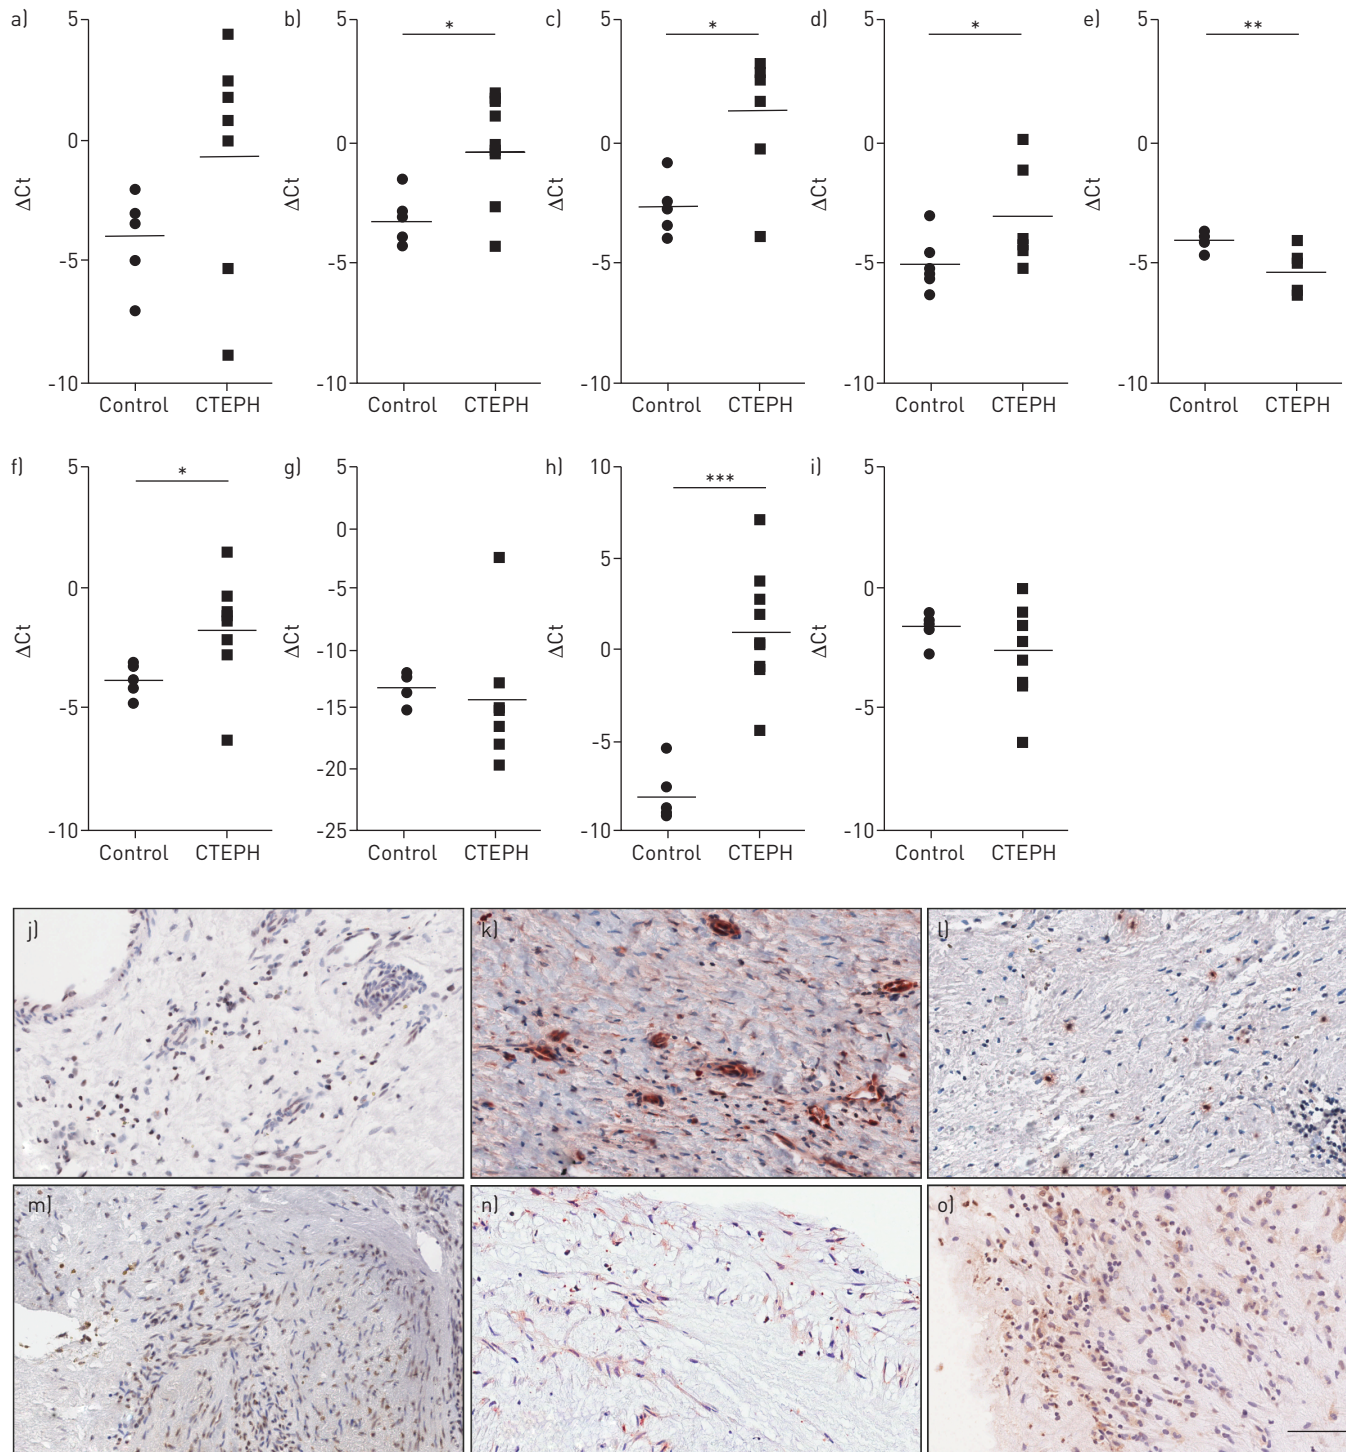 a)
5
0
-5
-10
ΔCt
Control CTEPH
b)
5
0
-5
-10
ΔCt
*
Control CTEPH
c)
5
0
-5
-10
ΔCt
*
Control CTEPH
d)
5
0
-5
-10
ΔCt
*
Control CTEPH
e)
5
0
-5
-10
ΔCt
**
Control CTEPH
f)
5
0
-5
-10
ΔCt
*
Control CTEPH
g)
5
0
-5
-10
-15
-20
-25
ΔCt
Control CTEPH
h)
10
5
0
-5
-10
ΔCt
***
Control CTEPH
i)
5
0
-5
-10
ΔCt
Control CTEPH
j)
k)
l)
m)
n)
o)